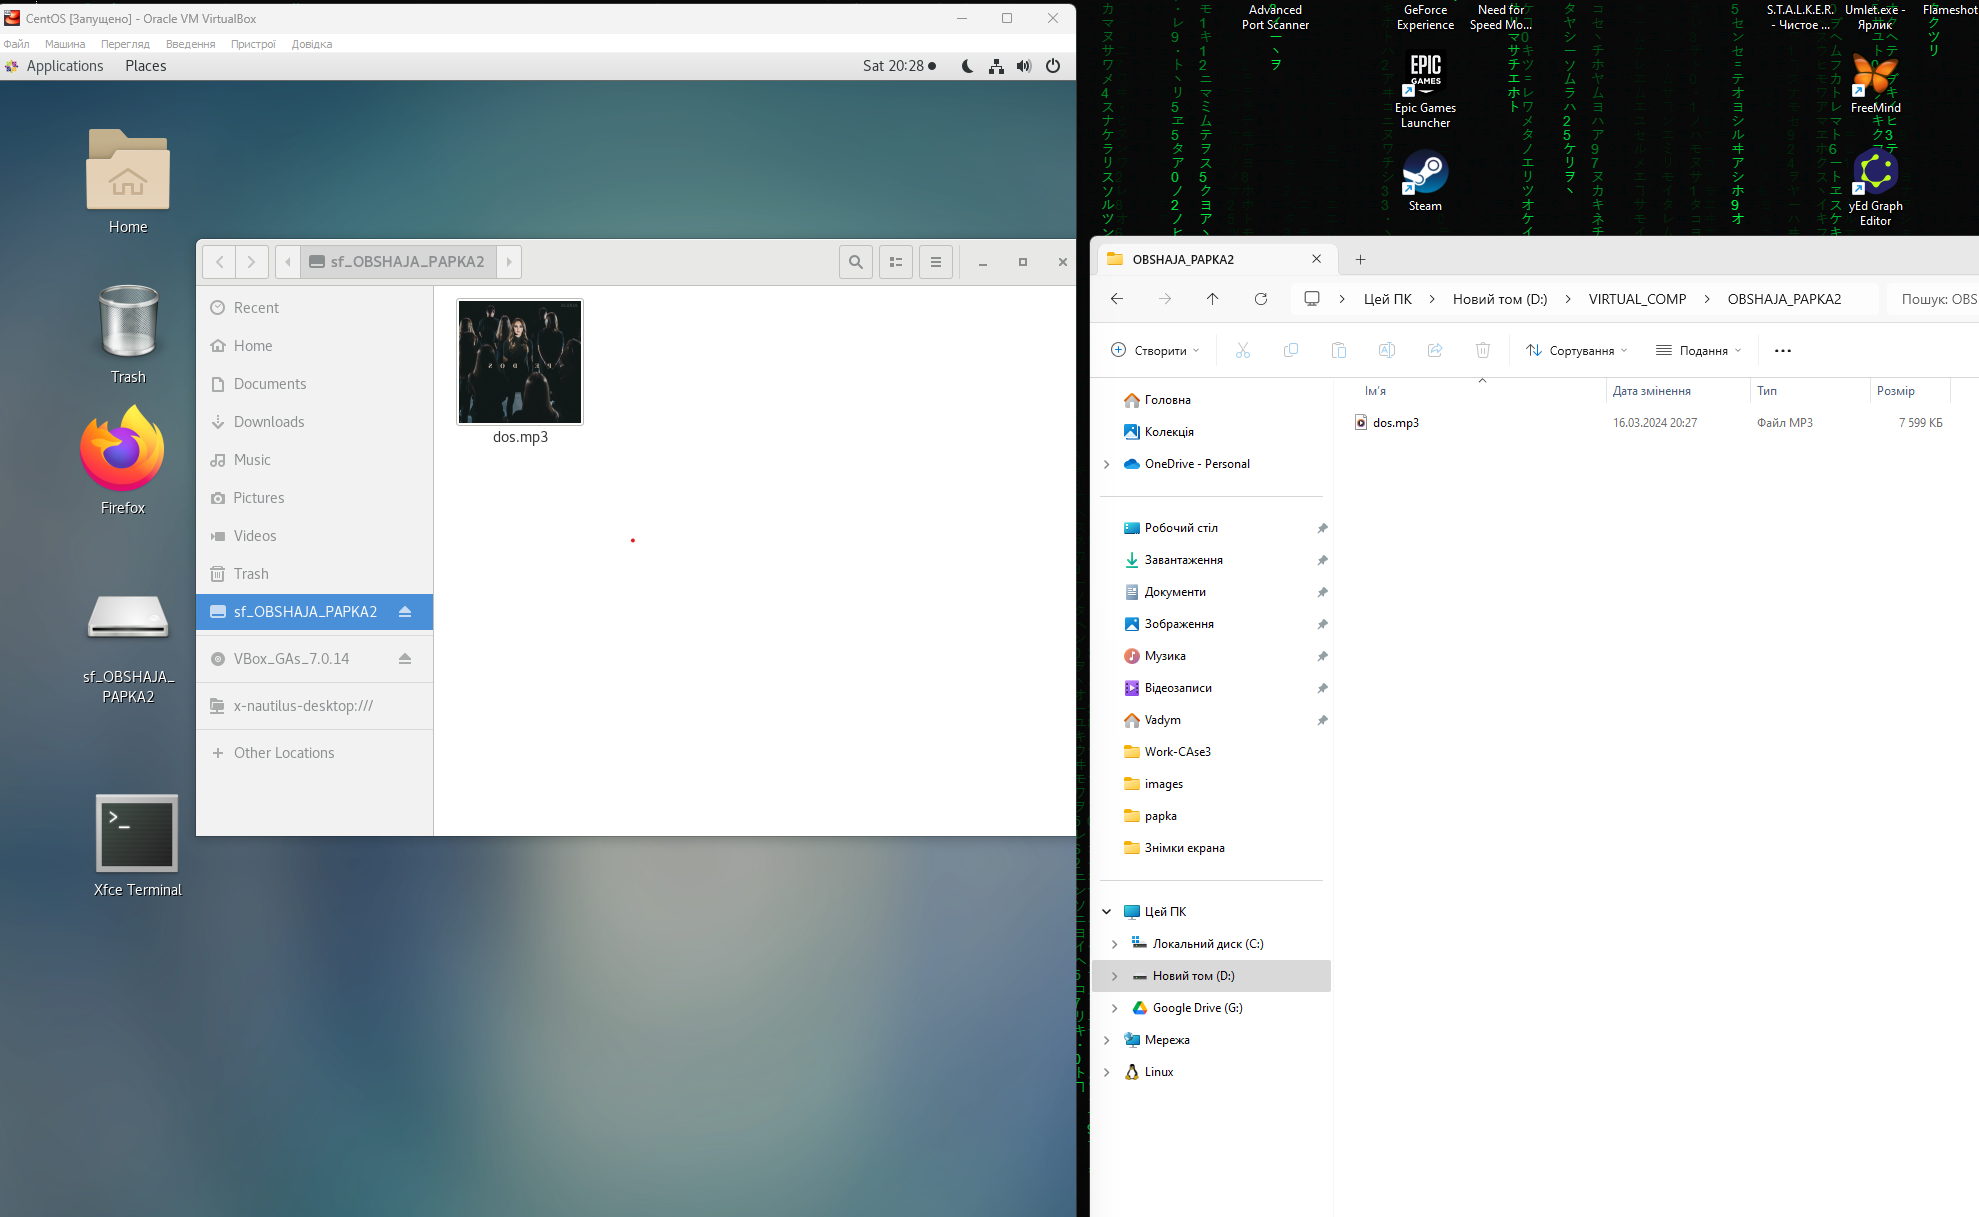 CentOS [Запущено] - Oracle VM VirtualBox
Файл Машина Перегляд Введення Пристрої Довідка
Applications Places Sat 20:28
Home
Trash
Firefox
sf_OBSHAJA_
PAPKA2
Xfce Terminal
sf_OBSHAJA_PAPKA2
Recent
Home
Documents
Downloads
Music
Pictures
Videos
Trash
sf_OBSHAJA_PAPKA2
VBox_GAs_7.0.14
x-nautilus-desktop:///
Other Locations
dos.mp3
Advanced
Port Scanner
GeForce
Experience
Need for
Speed Mo...
S.T.A.L.K.E.R.
- Чистое ...
Umlet.exe -
Ярлик
Flameshot
EPIC
GAMES
Epic Games
Launcher
FreeMind
Steam
yEd Graph
Editor
OBSHAJA_PAPKA2
Цей ПК Новий том (D:) VIRTUAL_COMP OBSHAJA_PAPKA2 Пошук: OBS
Створити Сортування Подання
Ім'я Дата змінення Тип Розмір
dos.mp3 16.03.2024 20:27 Файл MP3 7 599 КБ
Головна
Колекція
OneDrive - Personal
Робочий стіл
Завантаження
Документи
Зображення
Музика
Відеозаписи
Vadym
Work-CAse3
images
papka
Знімки екрана
Цей ПК
Локальний диск (C:)
Новий том (D:)
Google Drive (G:)
Мережа
Linux